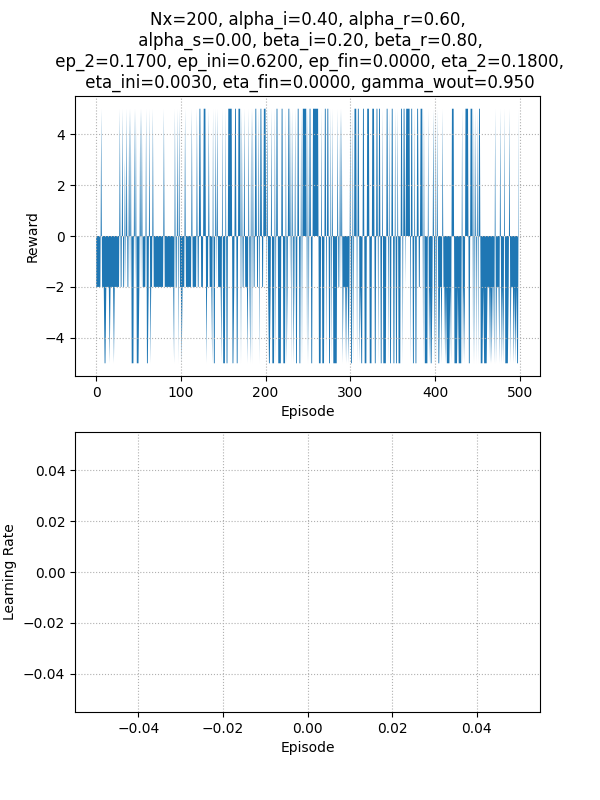 Nx=200, alpha_i=0.40, alpha_r=0.60,
alpha_s=0.00, beta_i=0.20, beta_r=0.80,
ep_2=0.1700, ep_ini=0.6200, ep_fin=0.0000, eta_2=0.1800,
eta_ini=0.0030, eta_fin=0.0000, gamma_wout=0.950
4
2
0
−2
−4
Reward
0 100 200 300 400 500
Episode
0.04
0.02
0.00
−0.02
−0.04
Learning Rate
−0.04 −0.02 0.00 0.02 0.04
Episode